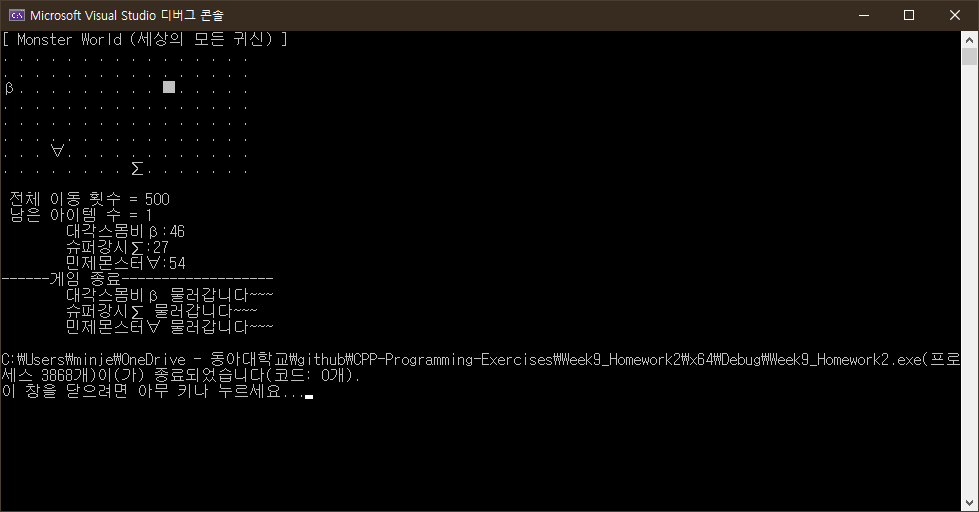 Microsoft Visual Studio 디버그 콘솔
[ Monster World (세상의 모든 귀신) ]
. . . . . . . . . . . . . . . .
. . . . . . . . . . . . . . . .
β. . . . . . . . . ■. . . . .
. . . . . . . . . . . . . . . .
. . . . . . . . . . . . . . . .
. . . . . . . . . . . . . . . .
. . . ∀. . . . . . . . . . . .
. . . . . . . . ∑. . . . . . .
전체 이동 횟수 = 500
남은 아이템 수 = 1
대각스몸비β:46
슈퍼강시∑:27
민제몬스터∀:54
------게임 종료-------------------
대각스몸비β 물러갑니다~~~
슈퍼강시∑ 물러갑니다~~~
민제몬스터∀ 물러갑니다~~~
C:₩Users₩minje₩OneDrive - 동아대학교₩github₩CPP-Programming-Exercises₩Week9_Homework2₩x64₩Debug₩Week9_Homework2.exe(프로
세스 3868개)이(가) 종료되었습니다(코드: 0개).
이 창을 닫으려면 아무 키나 누르세요...